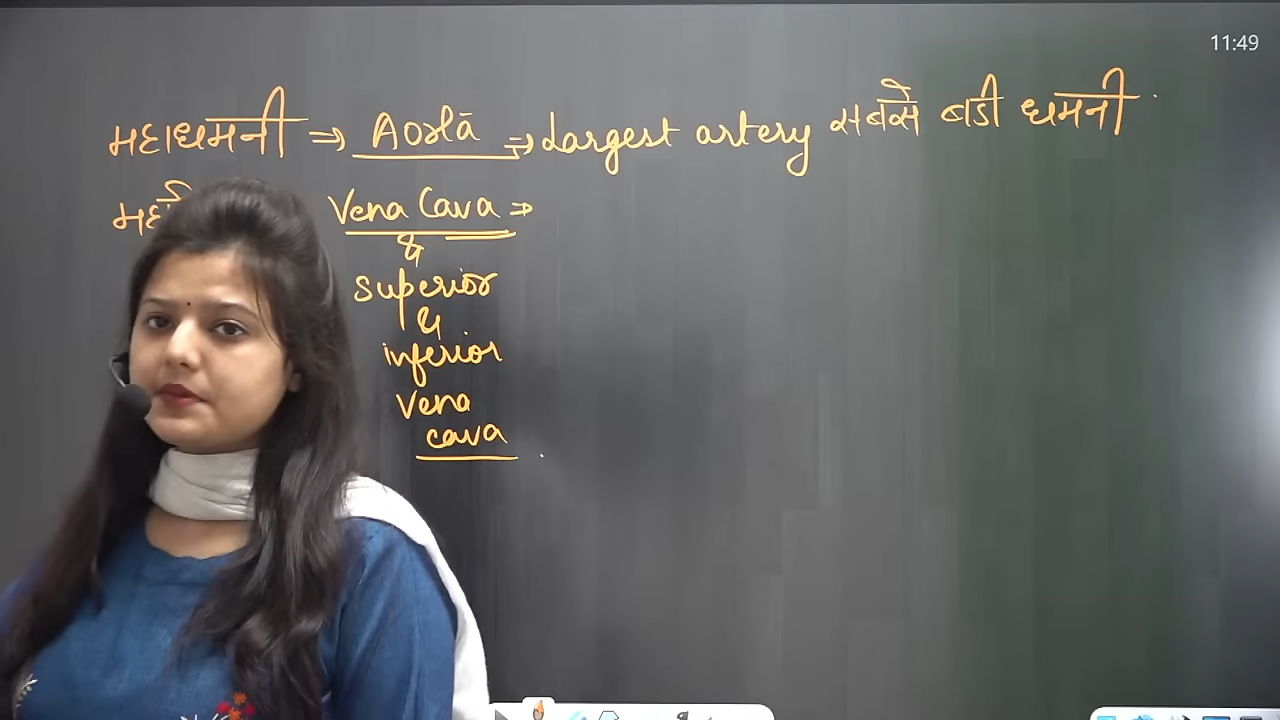 11:49
महाधमनी ⇒ Aorta ⇒ Largest artery सबसे बडी धमनी
Vena Cava ⇒
&
Superior
&
inferior
Vena
cava